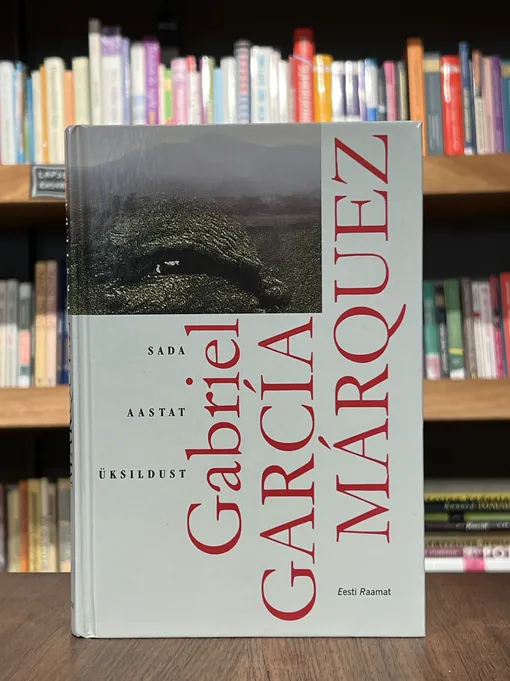 SADA
AASTAT
ÜKSILDUST
Gabriel
GARCÍA
MÁRQUEZ
Eesti Raamat